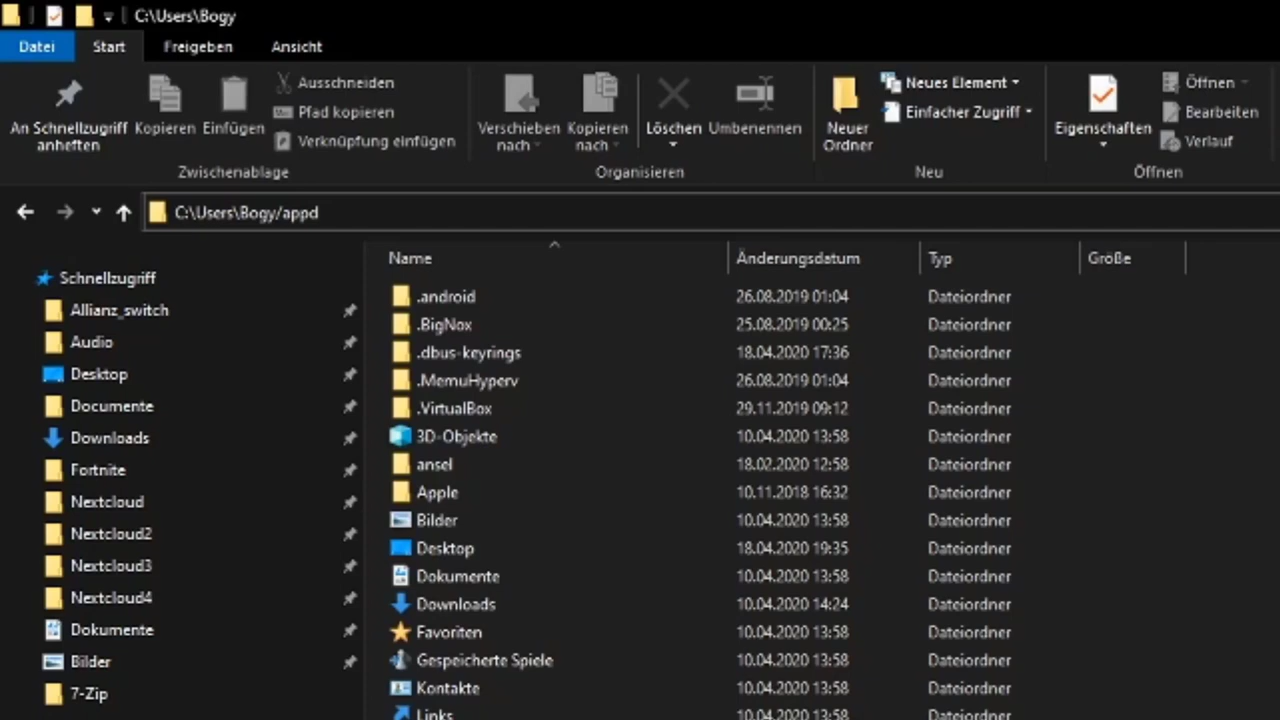 C:\Users\Bogy
Datei Start Freigeben Ansicht
An Schnellzugriff anheften
Kopieren
Einfügen
Ausschneiden
Pfad kopieren
Verknüpfung einfügen
Zwischenablage
Verschieben nach
Kopieren nach
Löschen
Umbenennen
Organisieren
Neuer Ordner
Neues Element
Einfacher Zugriff
Neu
Eigenschaften
Öffnen
Bearbeiten
Verlauf
Öffnen
C:\Users\Bogy/appd
Schnellzugriff
Allianz_switch
Audio
Desktop
Documente
Downloads
Fortnite
Nextcloud
Nextcloud2
Nextcloud3
Nextcloud4
Dokumente
Bilder
7-Zip
Name Änderungsdatum Typ Größe
.android 26.08.2019 01:04 Dateiordner
.BigNox 25.08.2019 00:25 Dateiordner
.dbus-keyrings 18.04.2020 17:36 Dateiordner
.MemuHyperv 26.08.2019 01:04 Dateiordner
.VirtualBox 29.11.2019 09:12 Dateiordner
3D-Objekte 10.04.2020 13:58 Dateiordner
ansel 18.02.2020 12:58 Dateiordner
Apple 10.11.2018 16:32 Dateiordner
Bilder 10.04.2020 13:58 Dateiordner
Desktop 18.04.2020 19:35 Dateiordner
Dokumente 10.04.2020 13:58 Dateiordner
Downloads 10.04.2020 14:24 Dateiordner
Favoriten 10.04.2020 13:58 Dateiordner
Gespeicherte Spiele 10.04.2020 13:58 Dateiordner
Kontakte 10.04.2020 13:58 Dateiordner
Links 10.04.2020 13:58 Dateiordner